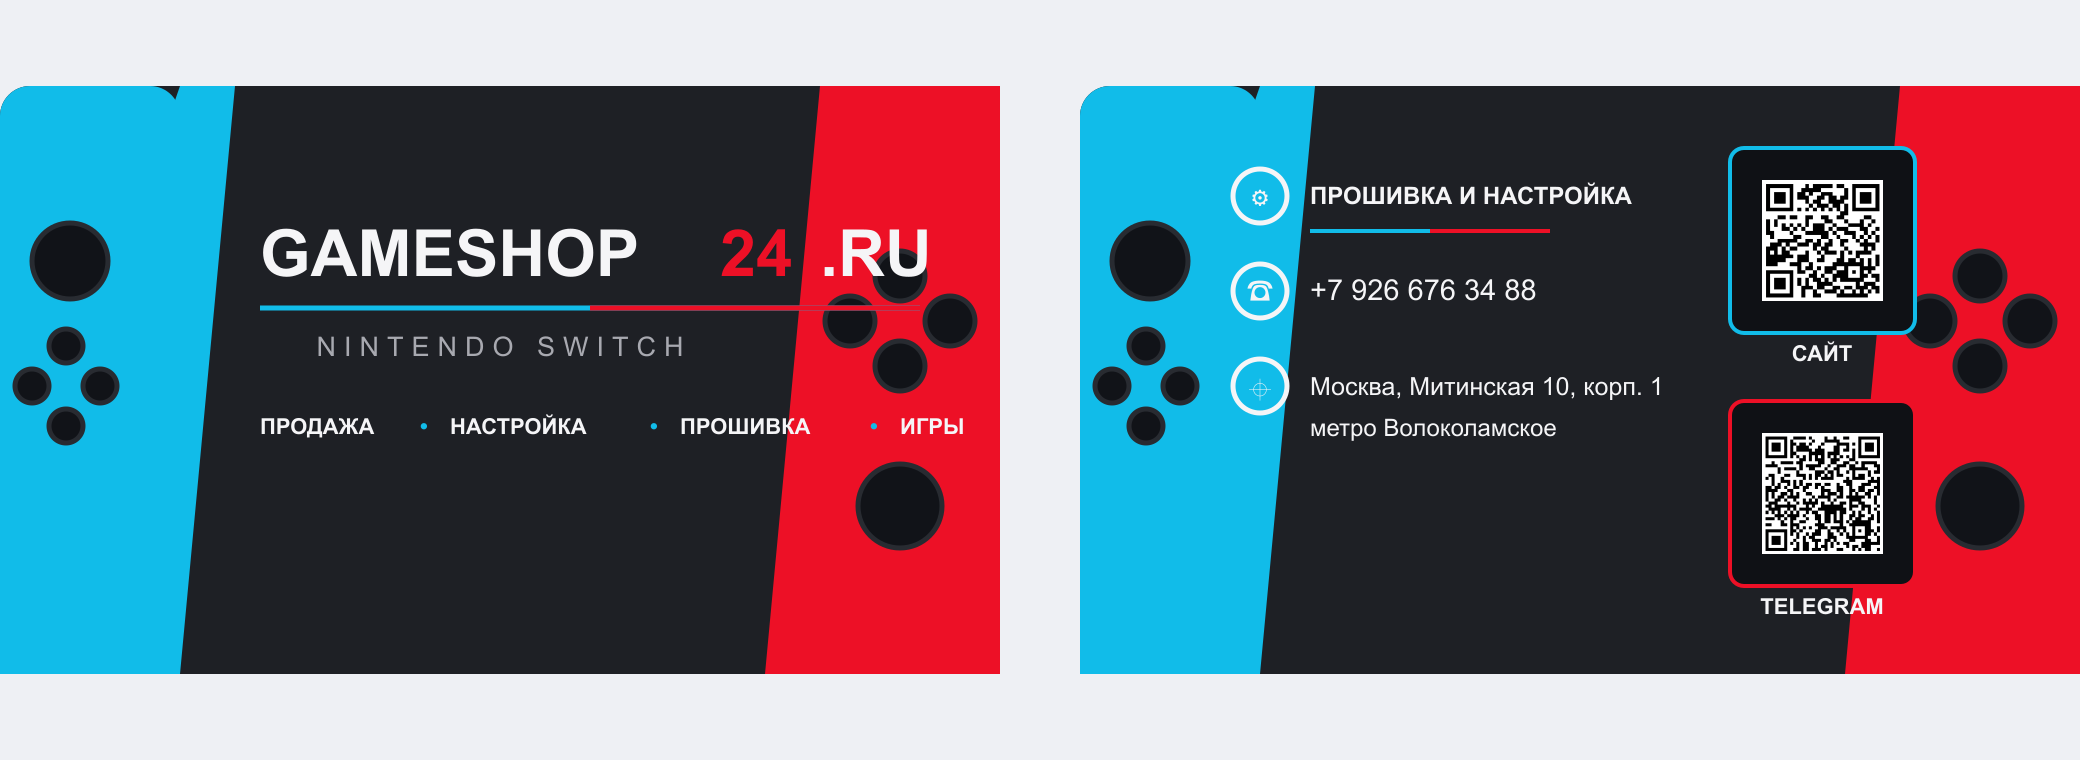 GAMESHOP 24 .RU
NINTENDO SWITCH
ПРОДАЖА • НАСТРОЙКА • ПРОШИВКА • ИГРЫ
ПРОШИВКА И НАСТРОЙКА
+7 926 676 34 88
Москва, Митинская 10, корп. 1
метро Волоколамское
САЙТ
TELEGRAM